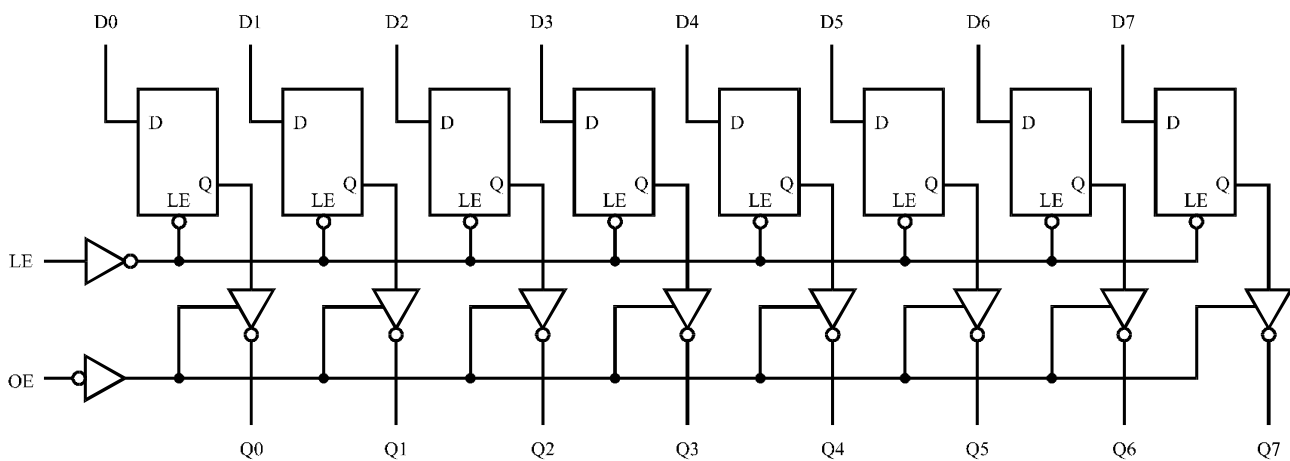 D0 D1 D2 D3 D4 D5 D6 D7
D D D D D D D D
Q Q Q Q Q Q Q Q
LE LE LE LE LE LE LE LE
LE
OE
Q0 Q1 Q2 Q3 Q4 Q5 Q6 Q7